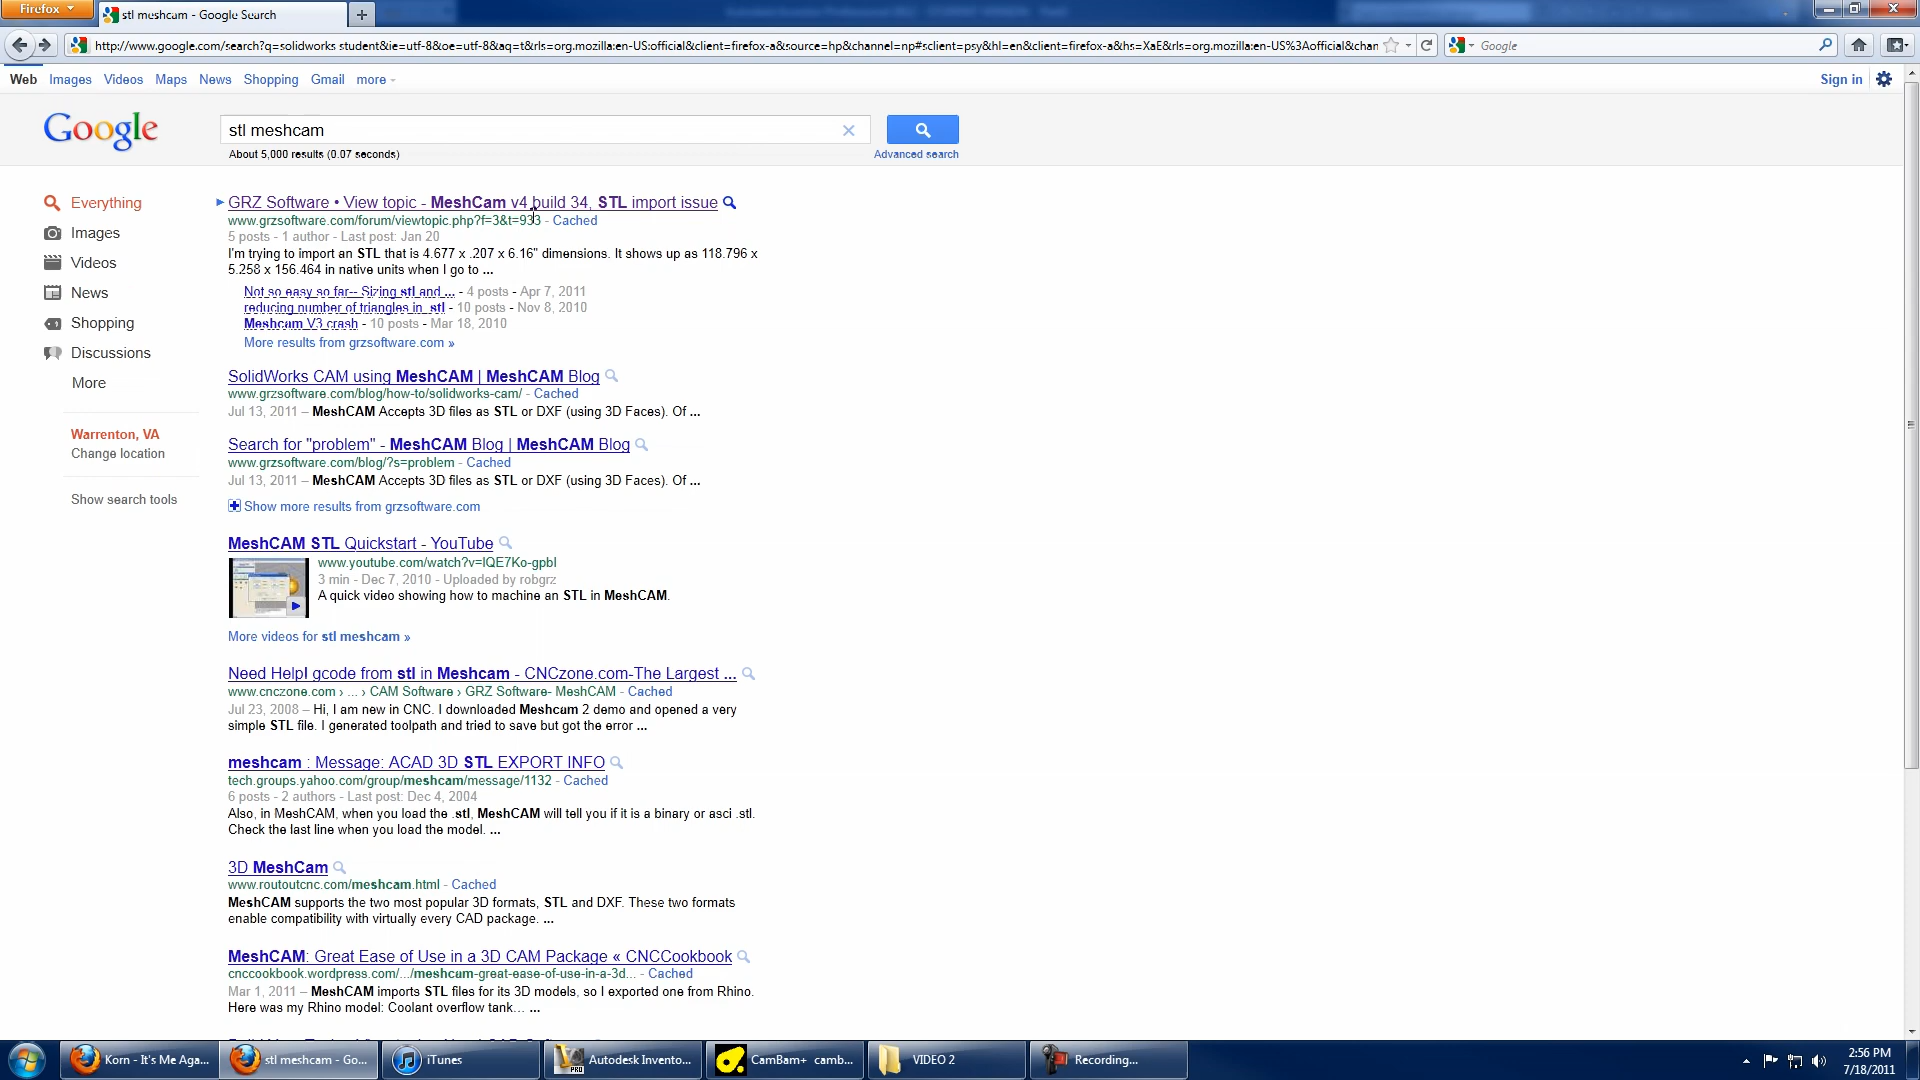 Firefox
stl meshcam - Google Search
http://www.google.com/search?q=solidworks student&ie=utf-8&oe=utf-8&aq=t&rls=org.mozilla:en-US:official&client=firefox-a&source=hp&channel=np#sclient=psy&hl=en&client=firefox-a&hs=XaE&rls=org.mozilla:en-US%3Aofficial&char
Google
Web Images Videos Maps News Shopping Gmail more
Sign in
Google
stl meshcam
About 5,000 results (0.07 seconds)
Advanced search
Everything
Images
Videos
News
Shopping
Discussions
More
Warrenton, VA
Change location
Show search tools
GRZ Software • View topic - MeshCam v4 build 34, STL import issue
www.grzsoftware.com/forum/viewtopic.php?f=3&t=933 - Cached
5 posts - 1 author - Last post: Jan 20
I'm trying to import an STL that is 4.677 x .207 x 6.16" dimensions. It shows up as 118.796 x
5.258 x 156.464 in native units when I go to ...
Not so easy so far-- Sizing stl and ... - 4 posts - Apr 7, 2011
reducing number of triangles in .stl - 10 posts - Nov 8, 2010
Meshcam V3 crash - 10 posts - Mar 18, 2010
More results from grzsoftware.com »
SolidWorks CAM using MeshCAM | MeshCAM Blog
www.grzsoftware.com/blog/how-to/solidworks-cam/ - Cached
Jul 13, 2011 – MeshCAM Accepts 3D files as STL or DXF (using 3D Faces). Of ...
Search for "problem" - MeshCAM Blog | MeshCAM Blog
www.grzsoftware.com/blog/?s=problem - Cached
Jul 13, 2011 – MeshCAM Accepts 3D files as STL or DXF (using 3D Faces). Of ...
Show more results from grzsoftware.com
MeshCAM STL Quickstart - YouTube
www.youtube.com/watch?v=IQE7Ko-gpbI
3 min - Dec 7, 2010 - Uploaded by robgrz
A quick video showing how to machine an STL in MeshCAM.
More videos for stl meshcam »
Need Help! gcode from stl in Meshcam - CNCzone.com-The Largest ...
www.cnczone.com › ... › CAM Software › GRZ Software- MeshCAM - Cached
Jul 23, 2008 – Hi, I am new in CNC. I downloaded Meshcam 2 demo and opened a very
simple STL file. I generated toolpath and tried to save but got the error ...
meshcam : Message: ACAD 3D STL EXPORT INFO
tech.groups.yahoo.com/group/meshcam/message/1132 - Cached
6 posts - 2 authors - Last post: Dec 4, 2004
Also, in MeshCAM, when you load the .stl, MeshCAM will tell you if it is a binary or asci .stl.
Check the last line when you load the model. ...
3D MeshCam
www.routoutcnc.com/meshcam.html - Cached
MeshCAM supports the two most popular 3D formats, STL and DXF. These two formats
enable compatibility with virtually every CAD package. ...
MeshCAM: Great Ease of Use in a 3D CAM Package « CNCCookbook
cnccookbook.wordpress.com/.../meshcam-great-ease-of-use-in-a-3d... - Cached
Mar 1, 2011 – MeshCAM imports STL files for its 3D models, so I exported one from Rhino.
Here was my Rhino model: Coolant overflow tank... ...
Korn - It's Me Aga...
stl meshcam - Go...
iTunes
Autodesk Invento...
CamBam+ camb...
VIDEO 2
Recording...
2:56 PM
7/18/2011